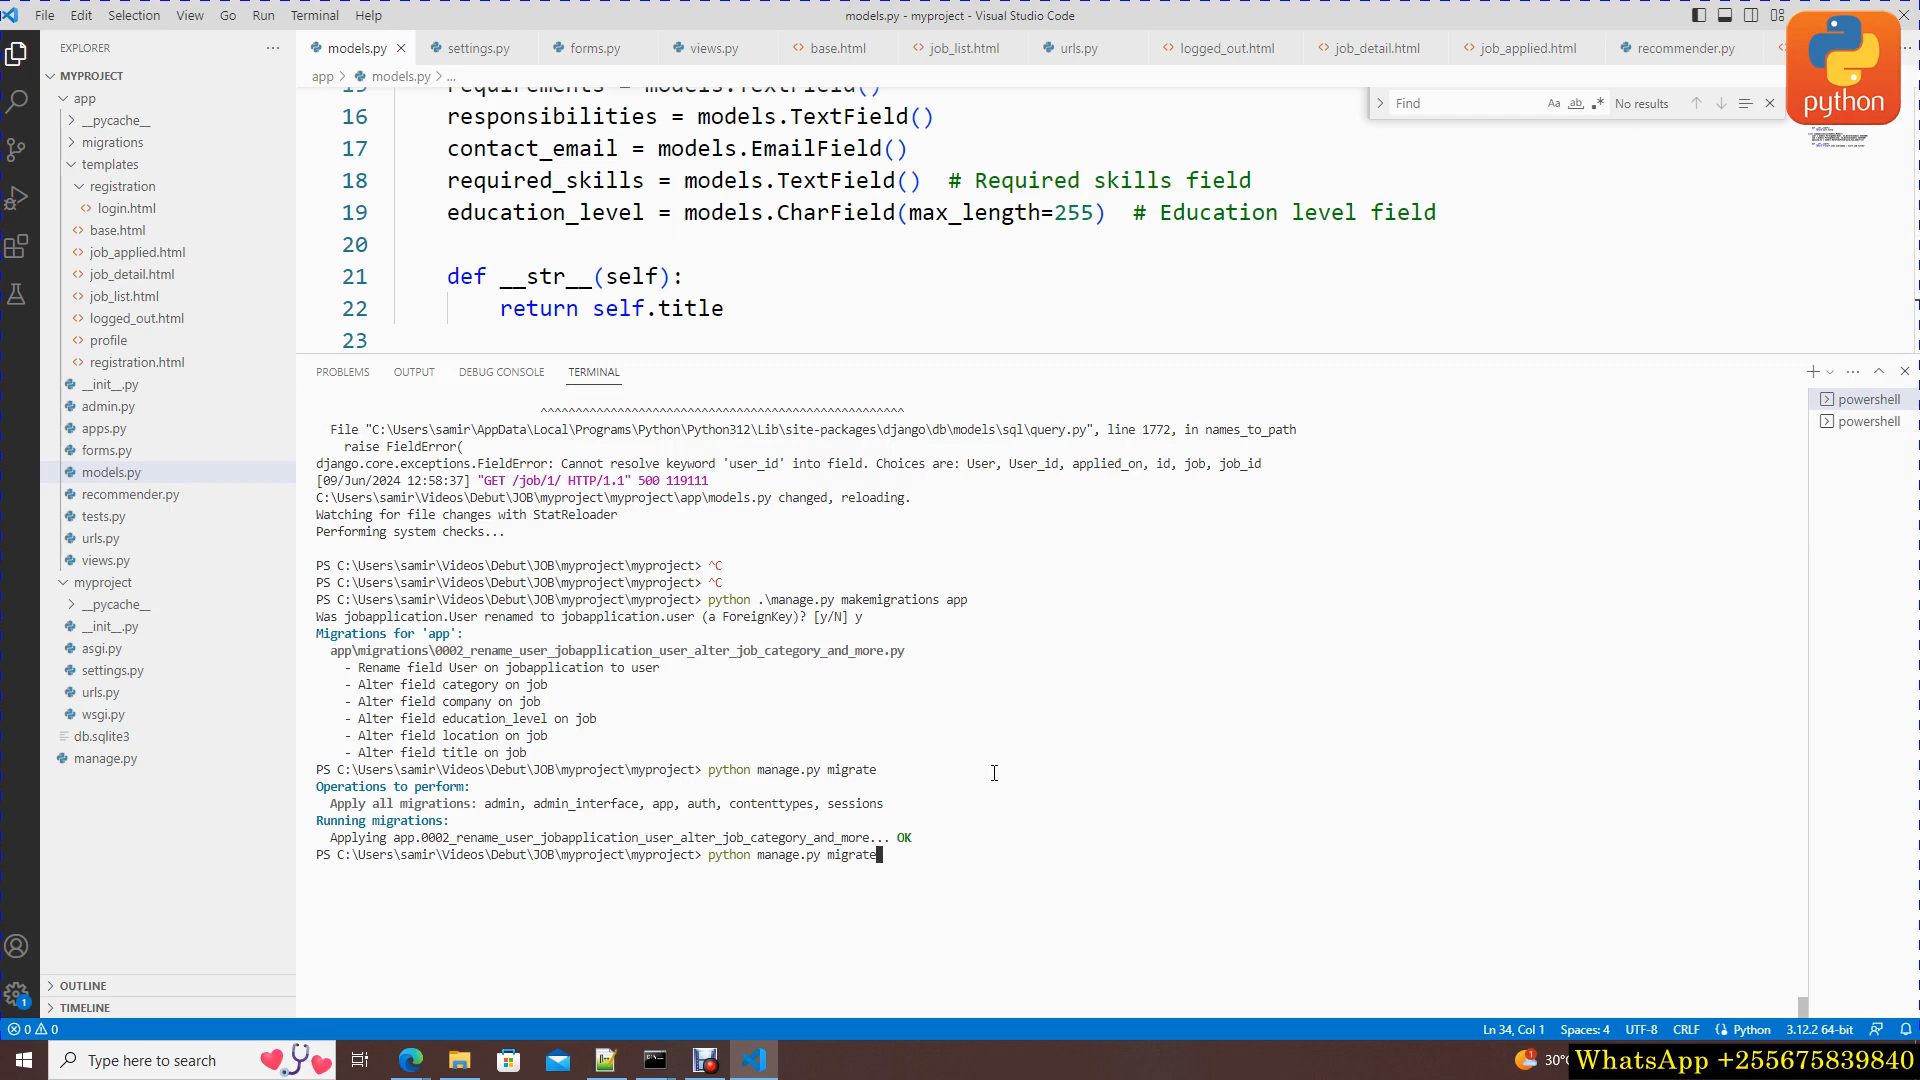 File Edit Selection View Go Run Terminal Help
models.py - myproject - Visual Studio Code
python
EXPLORER
models.py
settings.py
forms.py
views.py
base.html
job_list.html
urls.py
logged_out.html
job_detail.html
job_applied.html
recommender.py
app > models.py > ...
Find
Aa ab
No results
MYPROJECT
app
__pycache__
migrations
templates
registration
login.html
base.html
job_applied.html
job_detail.html
job_list.html
logged_out.html
profile
registration.html
__init__.py
admin.py
apps.py
forms.py
models.py
recommender.py
tests.py
urls.py
views.py
myproject
__pycache__
__init__.py
asgi.py
settings.py
urls.py
wsgi.py
db.sqlite3
manage.py
OUTLINE
TIMELINE
15 requirements = models.TextField()
16 responsibilities = models.TextField()
17 contact_email = models.EmailField()
18 required_skills = models.TextField() # Required skills field
19 education_level = models.CharField(max_length=255) # Education level field
20
21 def __str__(self):
22 return self.title
23
PROBLEMS OUTPUT DEBUG CONSOLE TERMINAL
powershell
powershell
^^^^^^^^^^^^^^^^^^^^^^^^^^^^^^^^^^^^^^^^^^^^^^^^^^^^
File "C:\Users\samir\AppData\Local\Programs\Python\Python312\Lib\site-packages\django\db\models\sql\query.py", line 1772, in names_to_path
raise FieldError(
django.core.exceptions.FieldError: Cannot resolve keyword 'user_id' into field. Choices are: User, User_id, applied_on, id, job, job_id
[09/Jun/2024 12:58:37] "GET /job/1/ HTTP/1.1" 500 119111
C:\Users\samir\Videos\Debut\JOB\myproject\myproject\app\models.py changed, reloading.
Watching for file changes with StatReloader
Performing system checks...
PS C:\Users\samir\Videos\Debut\JOB\myproject\myproject> ^C
PS C:\Users\samir\Videos\Debut\JOB\myproject\myproject> ^C
PS C:\Users\samir\Videos\Debut\JOB\myproject\myproject> python .\manage.py makemigrations app
Was jobapplication.User renamed to jobapplication.user (a ForeignKey)? [y/N] y
Migrations for 'app':
app\migrations\0002_rename_user_jobapplication_user_alter_job_category_and_more.py
- Rename field User on jobapplication to user
- Alter field category on job
- Alter field company on job
- Alter field education_level on job
- Alter field location on job
- Alter field title on job
PS C:\Users\samir\Videos\Debut\JOB\myproject\myproject> python manage.py migrate
Operations to perform:
Apply all migrations: admin, admin_interface, app, auth, contenttypes, sessions
Running migrations:
Applying app.0002_rename_user_jobapplication_user_alter_job_category_and_more... OK
PS C:\Users\samir\Videos\Debut\JOB\myproject\myproject> python manage.py migrate
1
0 0
Ln 34, Col 1 Spaces: 4 UTF-8 CRLF Python 3.12.2 64-bit
Type here to search
1
30°
WhatsApp +255675839840